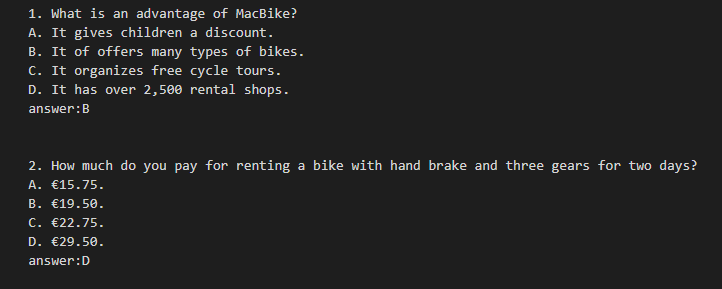 1. What is an advantage of MacBike?
A. It gives children a discount.
B. It of offers many types of bikes.
C. It organizes free cycle tours.
D. It has over 2,500 rental shops.
answer:B
2. How much do you pay for renting a bike with hand brake and three gears for two days?
A. €15.75.
B. €19.50.
C. €22.75.
D. €29.50.
answer:D